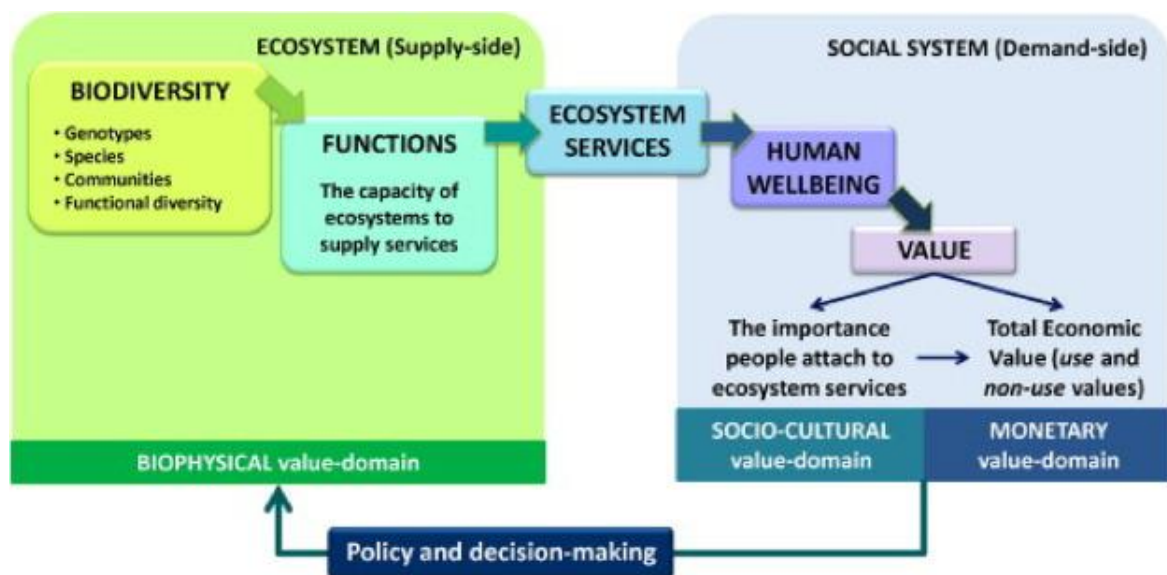 ECOSYSTEM (Supply-side)
BIODIVERSITY
• Genotypes
• Species
• Communities
• Functional diversity
FUNCTIONS
The capacity of
ecosystems to
supply services
BIOPHYSICAL value-domain
ECOSYSTEM
SERVICES
SOCIAL SYSTEM (Demand-side)
HUMAN
WELLBEING
VALUE
The importance
people attach to
ecosystem services
Total Economic
Value (use and
non-use values)
SOCIO-CULTURAL
value-domain
MONETARY
value-domain
Policy and decision-making